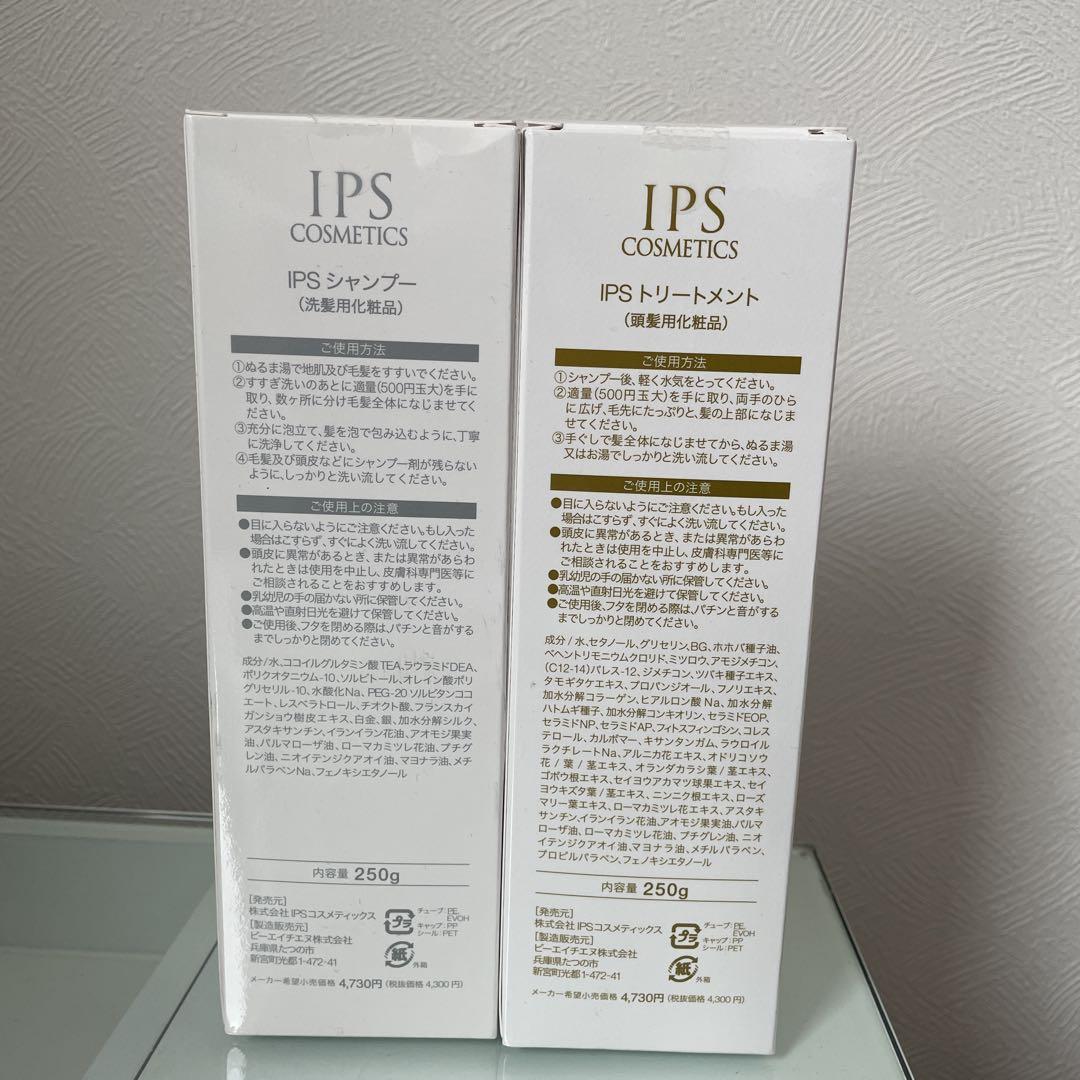 IPS
COSMETICS
IPS シャンプー
（洗髪用化粧品）
ご使用方法
①ぬるま湯で地肌及び毛髪をすすいでください。
②すすぎ洗いのあとに適量（500円玉大）を手に
取り、数ヶ所に分け毛髪全体になじませてく
ださい。
③充分に泡立て、髪を泡で包み込むように、丁寧
に洗浄してください。
④毛髪及び頭皮などにシャンプー剤が残らない
ように、しっかりと洗い流してください。
ご使用上の注意
●目に入らないようにご注意ください。もし入った
場合はこすらず、すぐによく洗い流してください。
●頭皮に異常があるとき、または異常があらわ
れたときは使用を中止し、皮膚科専門医等に
ご相談されることをおすすめします。
●乳幼児の手の届かない所に保管してください。
●高温や直射日光を避けて保管してください。
●ご使用後、フタを閉める際は、パチンと音がする
までしっかりと閉めてください。
成分/水、ココイルグルタミン酸TEA、ラウラミドDEA、
ポリクオタニウム-10、ソルビトール、オレイン酸ポリ
グリセリル-10、水酸化Na、PEG-20ソルビタンココ
エート、レスベラトロール、チオクト酸、フランスカイ
ガンショウ樹皮エキス、白金、銀、加水分解シルク、
アスタキサンチン、イランイラン花油、アオモジ果実
油、パルマローザ油、ローマカミツレ花油、プチグ
レン油、ニオイテンジクアオイ油、マヨナラ油、メチ
ルパラベンNa、フェノキシエタノール
内容量 250g
［発売元］
株式会社IPSコスメティックス
［製造販売元］
ピーエイチエヌ株式会社
兵庫県たつの市
新宮町光都1-472-41
プラ
チューブ：PE、
EVOH
キャップ：PP
シール：PET
紙
外箱
メーカー希望小売価格 4,730円（税抜価格 4,300円）
IPS
COSMETICS
IPS トリートメント
（頭髪用化粧品）
ご使用方法
①シャンプー後、軽く水気をとってください。
②適量（500円玉大）を手に取り、両手のひら
に広げ、毛先にたっぷりと、髪の上部になじま
せてください。
③手ぐしで髪全体になじませてから、ぬるま湯
又はお湯でしっかりと洗い流してください。
ご使用上の注意
●目に入らないようにご注意ください。もし入った
場合はこすらず、すぐによく洗い流してください。
●頭皮に異常があるとき、または異常があらわ
れたときは使用を中止し、皮膚科専門医等に
ご相談されることをおすすめします。
●乳幼児の手の届かない所に保管してください。
●高温や直射日光を避けて保管してください。
●ご使用後、フタを閉める際は、パチンと音がする
までしっかりと閉めてください。
成分/水、セタノール、グリセリン、BG、ホホバ種子油、
ベヘントリモニウムクロリド、ミツロウ、アモジメチコン、
（C12-14）パレス-12、ジメチコン、ツバキ種子エキス、
タモギタケエキス、プロパンジオール、フノリエキス、
加水分解コラーゲン、ヒアルロン酸Na、加水分解
ハトムギ種子、加水分解コンキオリン、セラミドEOP、
セラミドNP、セラミドAP、フィトスフィンゴシン、コレス
テロール、カルボマー、キサンタンガム、ラウロイル
ラクチレートNa、アルニカ花エキス、オドリコソウ
花/葉/茎エキス、オランダカラシ葉/茎エキス、
ゴボウ根エキス、セイヨウアカマツ球果エキス、セイ
ヨウキズタ葉/茎エキス、ニンニク根エキス、ローズ
マリー葉エキス、ローマカミツレ花エキス、アスタキ
サンチン、イランイラン花油、アオモジ果実油、パルマ
ローザ油、ローマカミツレ花油、プチグレン油、ニオ
イテンジクアオイ油、マヨナラ油、メチルパラベン、
プロピルパラベン、フェノキシエタノール
内容量 250g
［発売元］
株式会社IPSコスメティックス
［製造販売元］
ピーエイチエヌ株式会社
兵庫県たつの市
新宮町光都1-472-41
プラ
チューブ：PE、
EVOH
キャップ：PP
シール：PET
紙
外箱
メーカー希望小売価格 4,730円（税抜価格 4,300円）